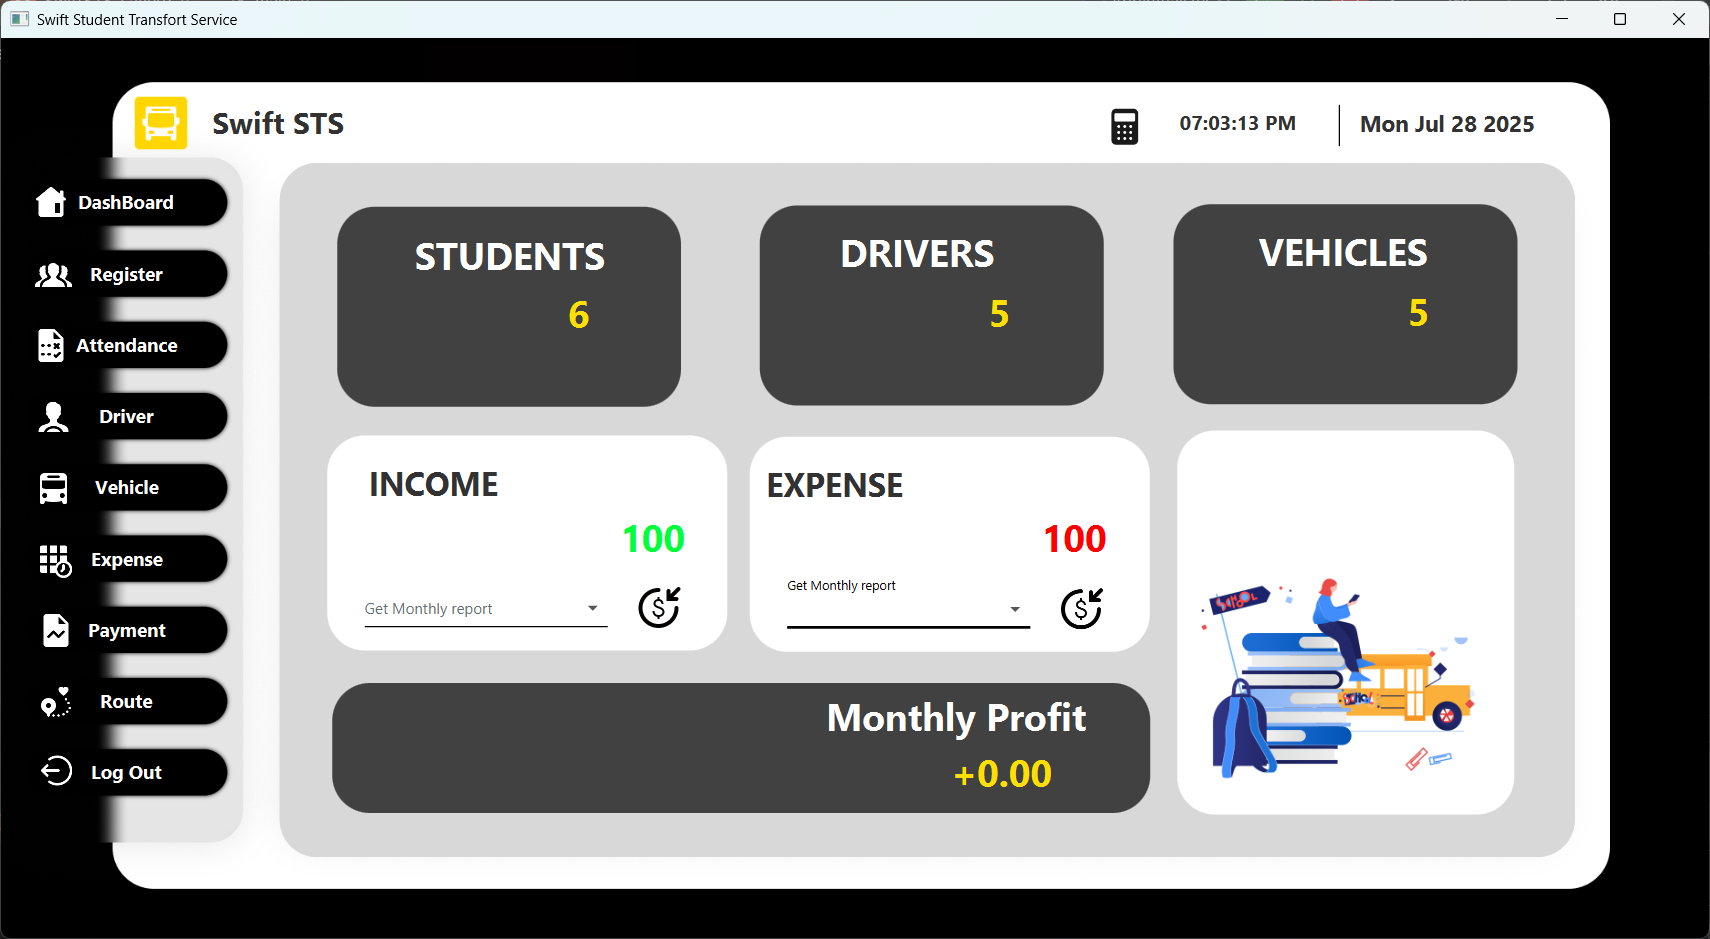 Swift Student Transfort Service
Swift STS
07:03:13 PM
Mon Jul 28 2025
DashBoard
Register
Attendance
Driver
Vehicle
Expense
Payment
Route
Log Out
STUDENTS
6
DRIVERS
5
VEHICLES
5
INCOME
100
Get Monthly report
EXPENSE
100
Get Monthly report
Monthly Profit
+0.00
SCHOOL